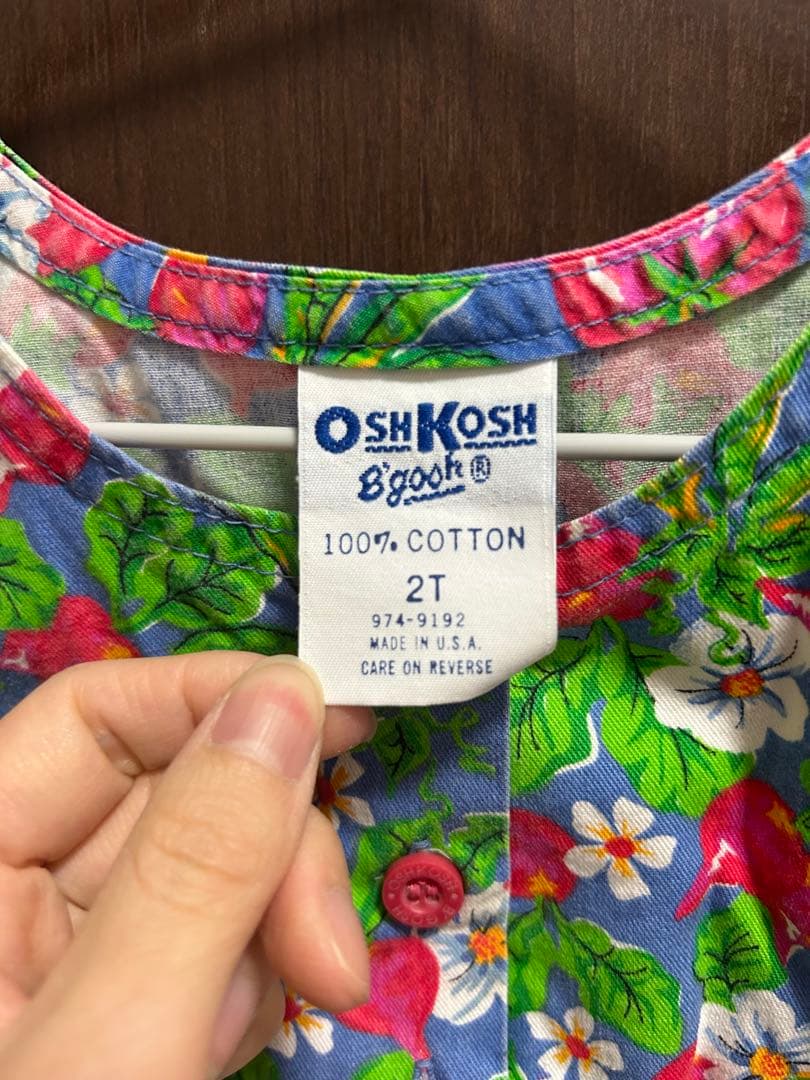 OSHKOSH
B'gosh ®
100% COTTON
2T
974-9192
MADE IN U.S.A.
CARE ON REVERSE